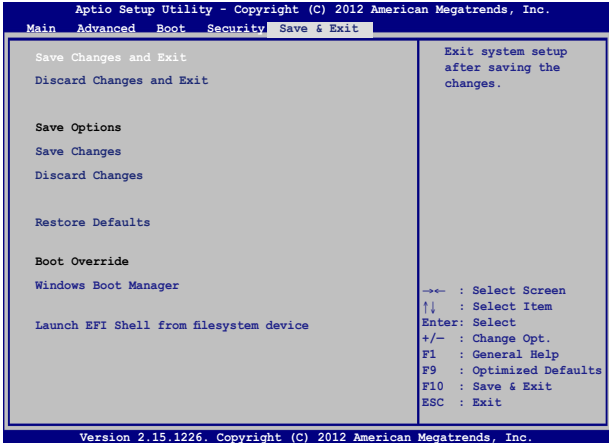 Aptio Setup Utility - Copyright (C) 2012 American Megatrends, Inc.
Main Advanced Boot Security Save & Exit
Save Changes and Exit
Discard Changes and Exit
Save Options
Save Changes
Discard Changes
Restore Defaults
Boot Override
Windows Boot Manager
Launch EFI Shell from filesystem device
Exit system setup
after saving the
changes.
→← : Select Screen
↑↓ : Select Item
Enter: Select
+/— : Change Opt.
F1 : General Help
F9 : Optimized Defaults
F10 : Save & Exit
ESC : Exit
Version 2.15.1226. Copyright (C) 2012 American Megatrends, Inc.